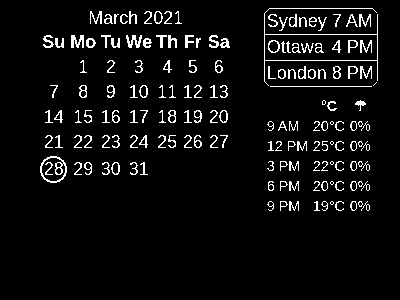 March 2021
Su Mo Tu We Th Fr Sa
1 2 3 4 5 6
7 8 9 10 11 12 13
14 15 16 17 18 19 20
21 22 23 24 25 26 27
28 29 30 31
Sydney 7 AM
Ottawa 4 PM
London 8 PM
°C ☂
9 AM 20°C 0%
12 PM 25°C 0%
3 PM 22°C 0%
6 PM 20°C 0%
9 PM 19°C 0%